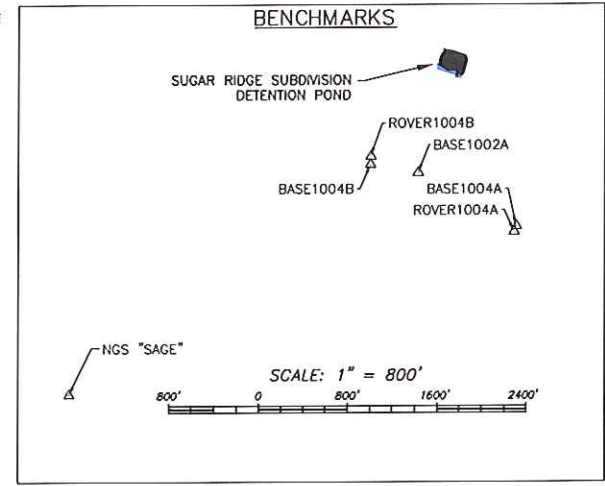 BENCHMARKS
SUGAR RIDGE SUBDIVISION
DETENTION POND
ROVER1004B
BASE1002A
BASE1004B
BASE1004A
ROVER1004A
NGS "SAGE"
SCALE: 1" = 800'
800' 0 800' 1600' 2400'